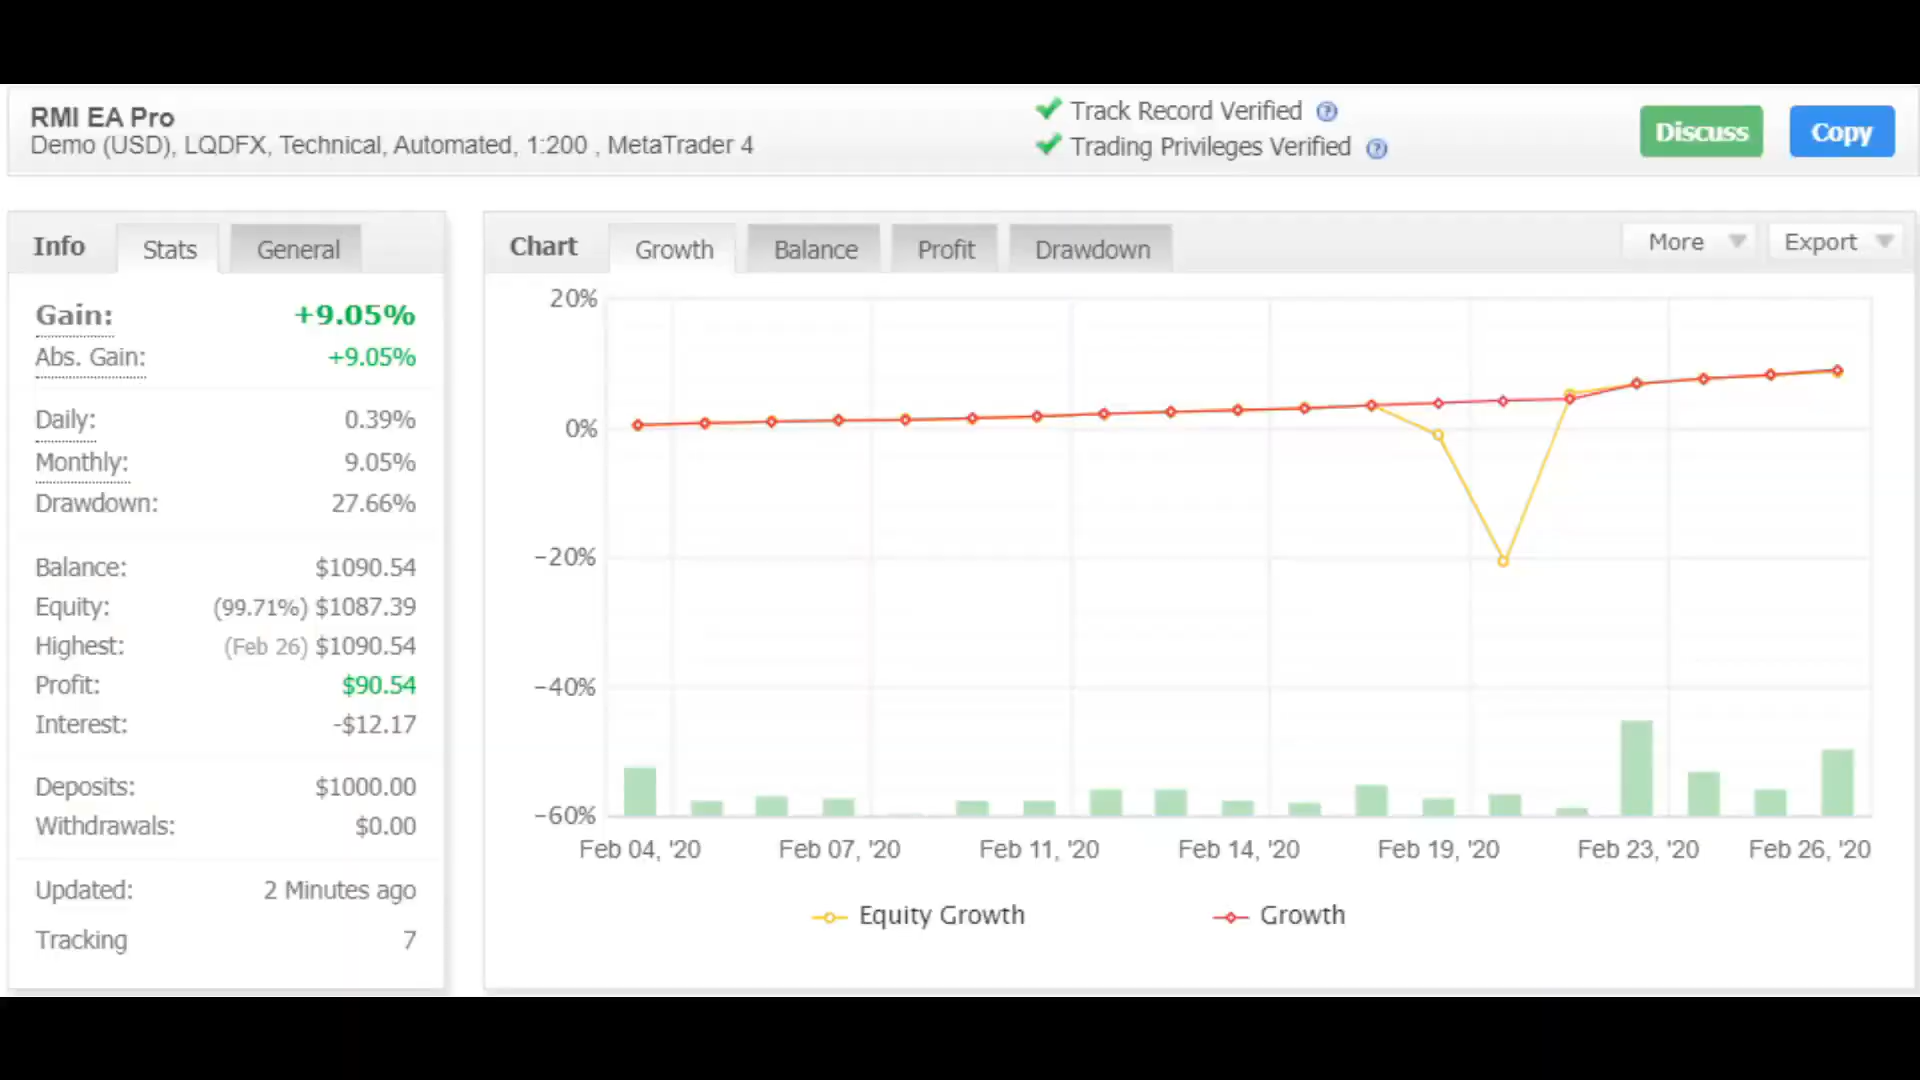 RMI EA Pro
Demo (USD), LQDFX, Technical, Automated, 1:200 , MetaTrader 4
Track Record Verified
Trading Privileges Verified
Discuss
Copy
Info
Stats
General
Gain: +9.05%
Abs. Gain: +9.05%
Daily: 0.39%
Monthly: 9.05%
Drawdown: 27.66%
Balance: $1090.54
Equity: (99.71%) $1087.39
Highest: (Feb 26) $1090.54
Profit: $90.54
Interest: -$12.17
Deposits: $1000.00
Withdrawals: $0.00
Updated: 2 Minutes ago
Tracking 7
Chart
Growth
Balance
Profit
Drawdown
More
Export
20%
0%
−20%
−40%
−60%
Feb 04, '20 Feb 07, '20 Feb 11, '20 Feb 14, '20 Feb 19, '20 Feb 23, '20 Feb 26, '20
Equity Growth
Growth